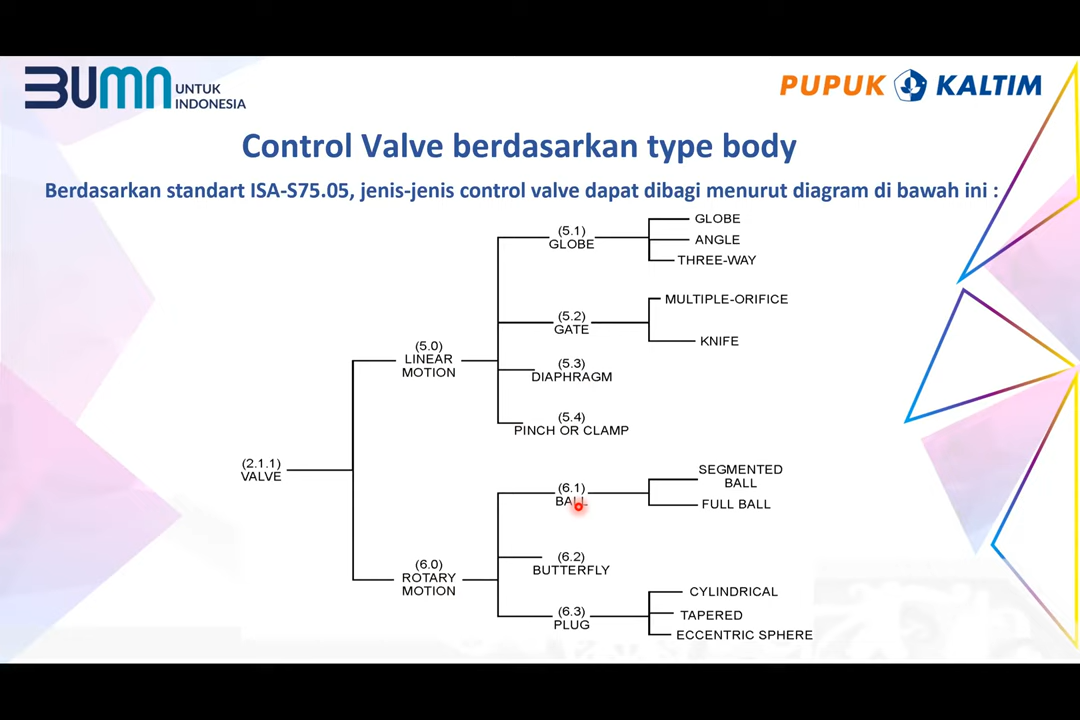 BUMN UNTUK
INDONESIA
PUPUK KALTIM
Control Valve berdasarkan type body
Berdasarkan standart ISA-S75.05, jenis-jenis control valve dapat dibagi menurut diagram di bawah ini :
(2.1.1)
VALVE
(5.0)
LINEAR
MOTION
(5.1)
GLOBE
GLOBE
ANGLE
THREE-WAY
(5.2)
GATE
MULTIPLE-ORIFICE
KNIFE
(5.3)
DIAPHRAGM
(5.4)
PINCH OR CLAMP
(6.0)
ROTARY
MOTION
(6.1)
BALL
SEGMENTED
BALL
FULL BALL
(6.2)
BUTTERFLY
(6.3)
PLUG
CYLINDRICAL
TAPERED
ECCENTRIC SPHERE